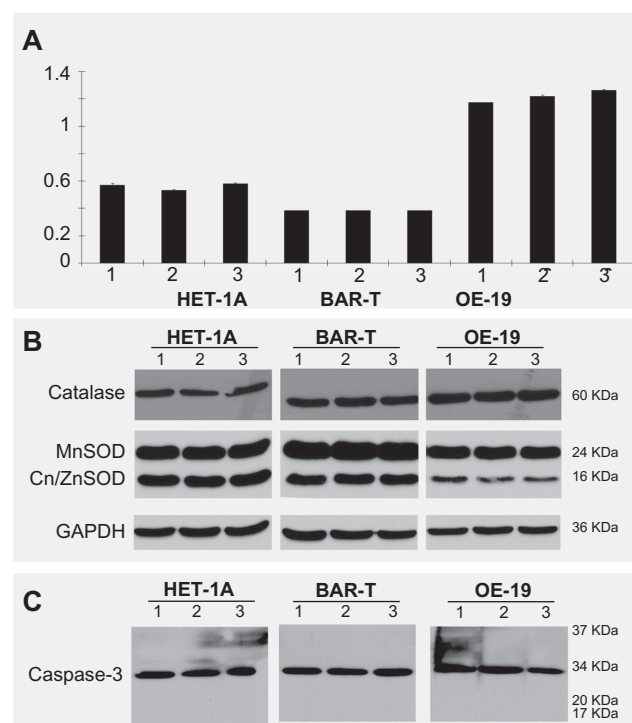 A
1.4
1
0.6
0.2
0
1 2 3 1 2 3 1 2 3
HET-1A BAR-T OE-19
B
HET-1A BAR-T OE-19
1 2 3 1 2 3 1 2 3
Catalase 60 KDa
MnSOD 24 KDa
Cn/ZnSOD 16 KDa
GAPDH 36 KDa
C
HET-1A BAR-T OE-19
1 2 3 1 2 3 1 2 3
37 KDa
Caspase-3 34 KDa
20 KDa
17 KDa